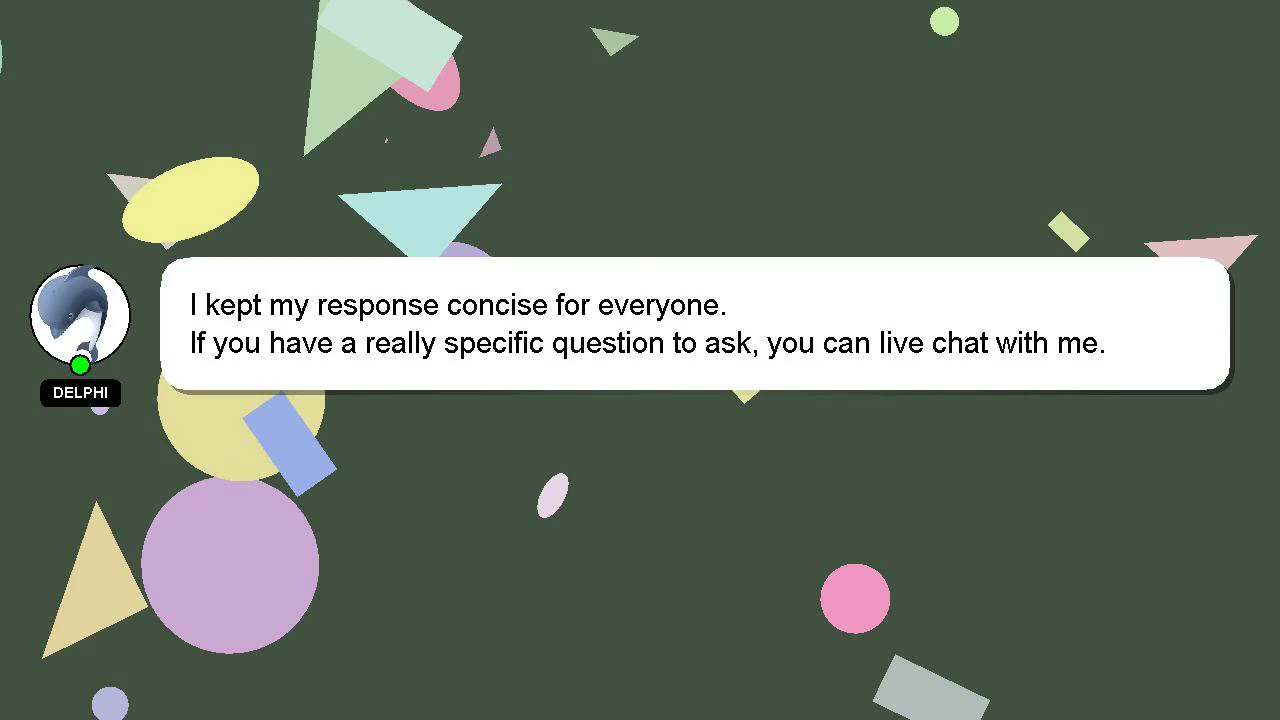 I kept my response concise for everyone.
If you have a really specific question to ask, you can live chat with me.
DELPHI